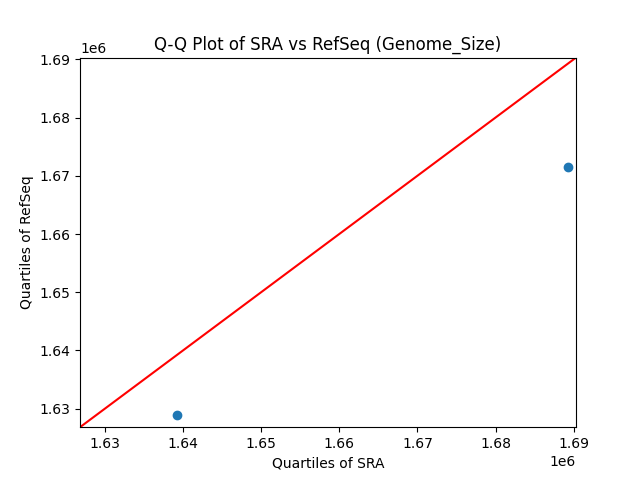 Q-Q Plot of SRA vs RefSeq (Genome_Size)
1e6
1.69
1.68
1.67
1.66
1.65
1.64
1.63
Quartiles of RefSeq
1.63 1.64 1.65 1.66 1.67 1.68 1.69
Quartiles of SRA
1e6